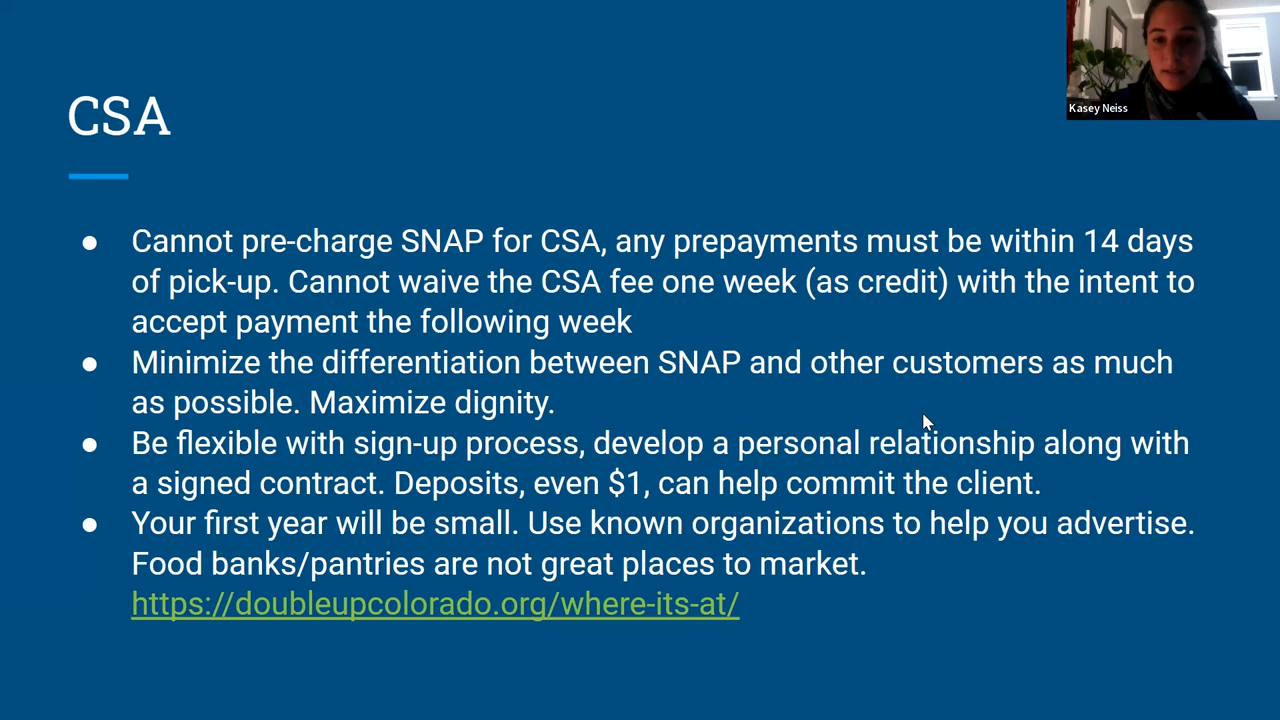 Kasey Neiss
CSA
● Cannot pre-charge SNAP for CSA, any prepayments must be within 14 days
of pick-up. Cannot waive the CSA fee one week (as credit) with the intent to
accept payment the following week
● Minimize the differentiation between SNAP and other customers as much
as possible. Maximize dignity.
● Be flexible with sign-up process, develop a personal relationship along with
a signed contract. Deposits, even $1, can help commit the client.
● Your first year will be small. Use known organizations to help you advertise.
Food banks/pantries are not great places to market.
https://doubleupcolorado.org/where-its-at/